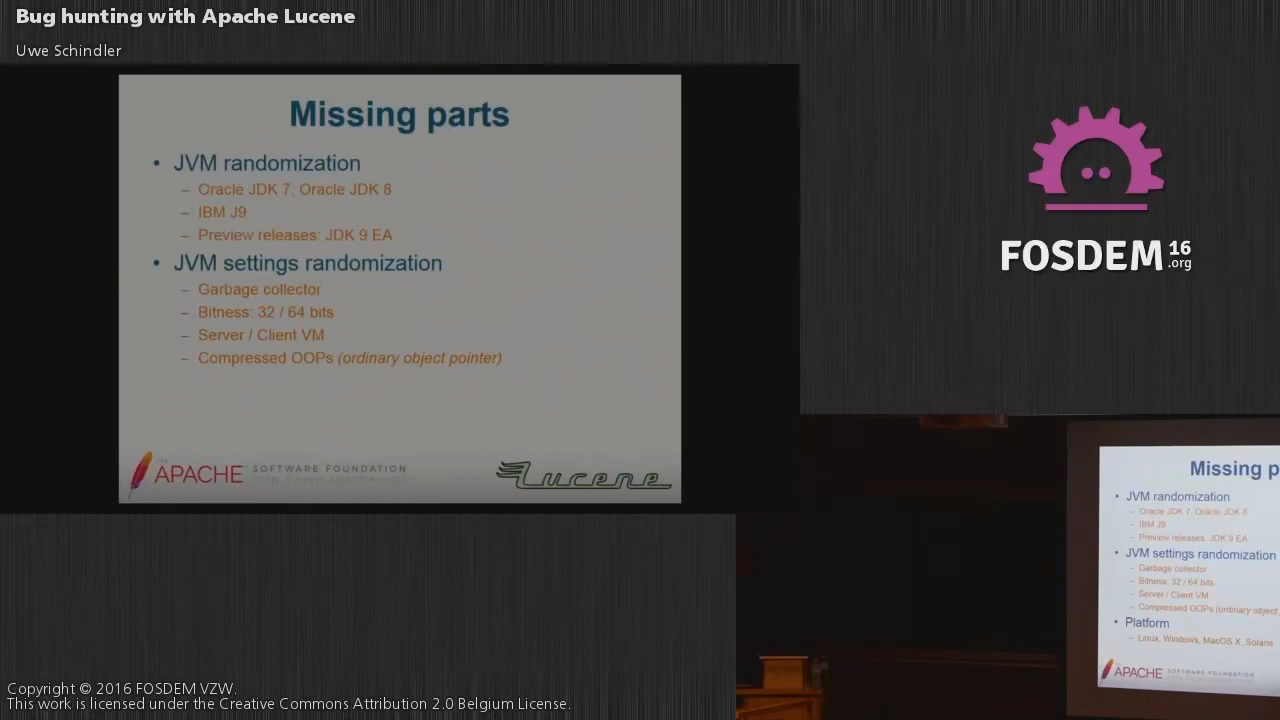 Bug hunting with Apache Lucene
Uwe Schindler
Missing parts
• JVM randomization
– Oracle JDK 7, Oracle JDK 8
– IBM J9
– Preview releases: JDK 9 EA
• JVM settings randomization
– Garbage collector
– Bitness: 32 / 64 bits
– Server / Client VM
– Compressed OOPs (ordinary object pointer)
APACHE SOFTWARE FOUNDATION
http://www.apache.org/
Lucene
FOSDEM 16
.org
Missing p
• JVM randomization
– Oracle JDK 7, Oracle JDK 8
– IBM J9
– Preview releases: JDK 9 EA
• JVM settings randomization
– Garbage collector
– Bitness: 32 / 64 bits
– Server / Client VM
– Compressed OOPs (ordinary object
• Platform
– Linux, Windows, MacOS X, Solaris
APACHE SOFTWARE FOUNDATION
Copyright © 2016 FOSDEM VZW.
This work is licensed under the Creative Commons Attribution 2.0 Belgium License.